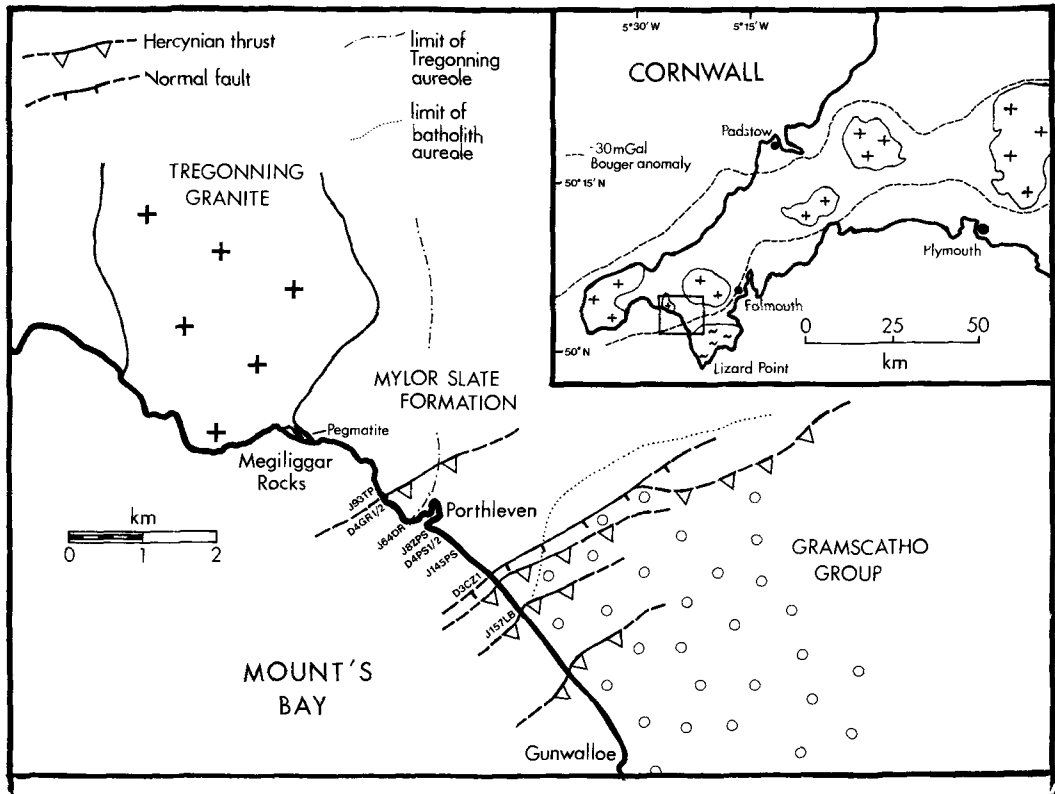 Hercynian thrust
Normal fault
limit of
Tregonning
aureole
limit of
batholith
aureole
TREGONNING
GRANITE
MYLOR SLATE
FORMATION
Pegmatite
Megiliggar
Rocks
km
0 1 2
Porthleven
J93TP
D4GR1/2
J64DR
J82PS
D4PS1/2
J145PS
D3CZ1
J157LB
GRAMSCATHO
GROUP
MOUNT'S
BAY
Gunwalloe
5°30' W 5°15' W
CORNWALL
Padstow
-30mGal
Bouger anomaly
50°15' N
Plymouth
Falmouth
50°N
Lizard Point
0 25 50
km